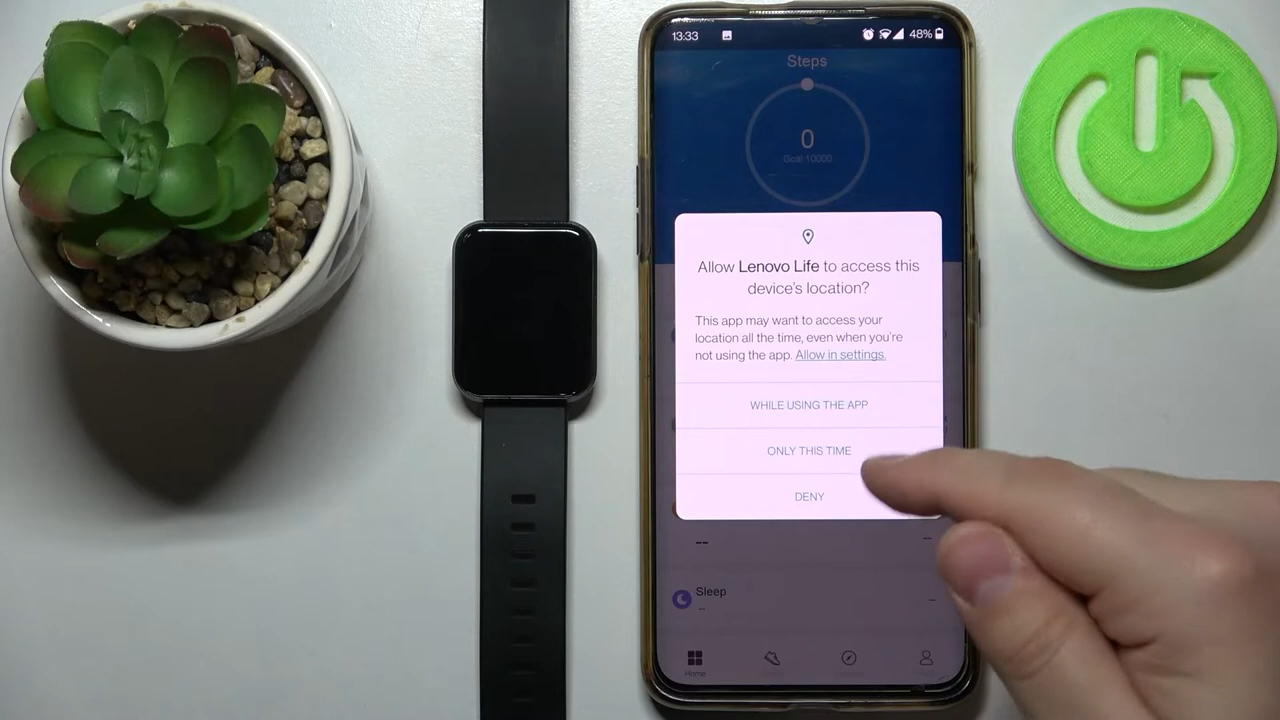 13:33
48%
Steps
0
Goal 10000
Allow Lenovo Life to access this
device's location?
This app may want to access your
location all the time, even when you're
not using the app. Allow in settings.
WHILE USING THE APP
ONLY THIS TIME
DENY
--
--
Sleep
--
--
Home